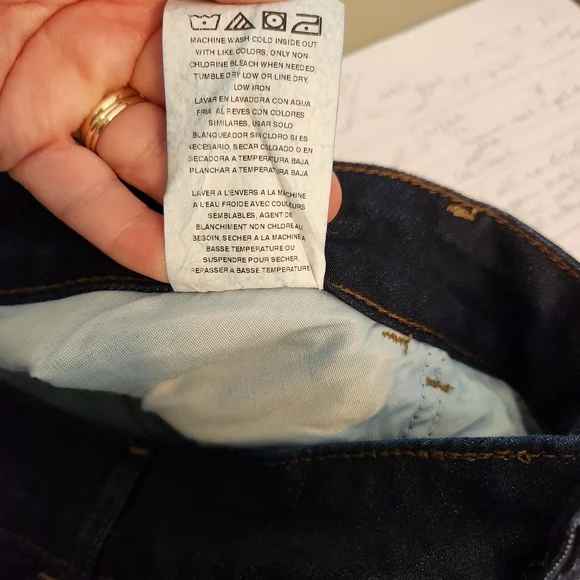 MACHINE WASH COLD INSIDE OUT
WITH LIKE COLORS, ONLY NON-
CHLORINE BLEACH WHEN NEEDED,
TUMBLE DRY LOW OR LINE DRY,
LOW IRON
LAVAR EN LAVADORA CON AGUA
FRIA AL REVES CON COLORES
SIMILARES, USAR SOLO
BLANQUEADOR SIN CLORO SI ES
NECESARIO, SECAR COLGADO O EN
SECADORA A TEMPERATURA BAJA
PLANCHAR A TEMPERATURA BAJA
LAVER A L'ENVERS A LA MACHINE
A L'EAU FROIDE AVEC COULEURS
SEMBLABLES, AGENT DE
BLANCHIMENT NON CHLORE AU
BESOIN, SECHER A LA MACHINE A
BASSE TEMPERATURE OU
SUSPENDRE POUR SECHER,
REPASSER A BASSE TEMPERATURE